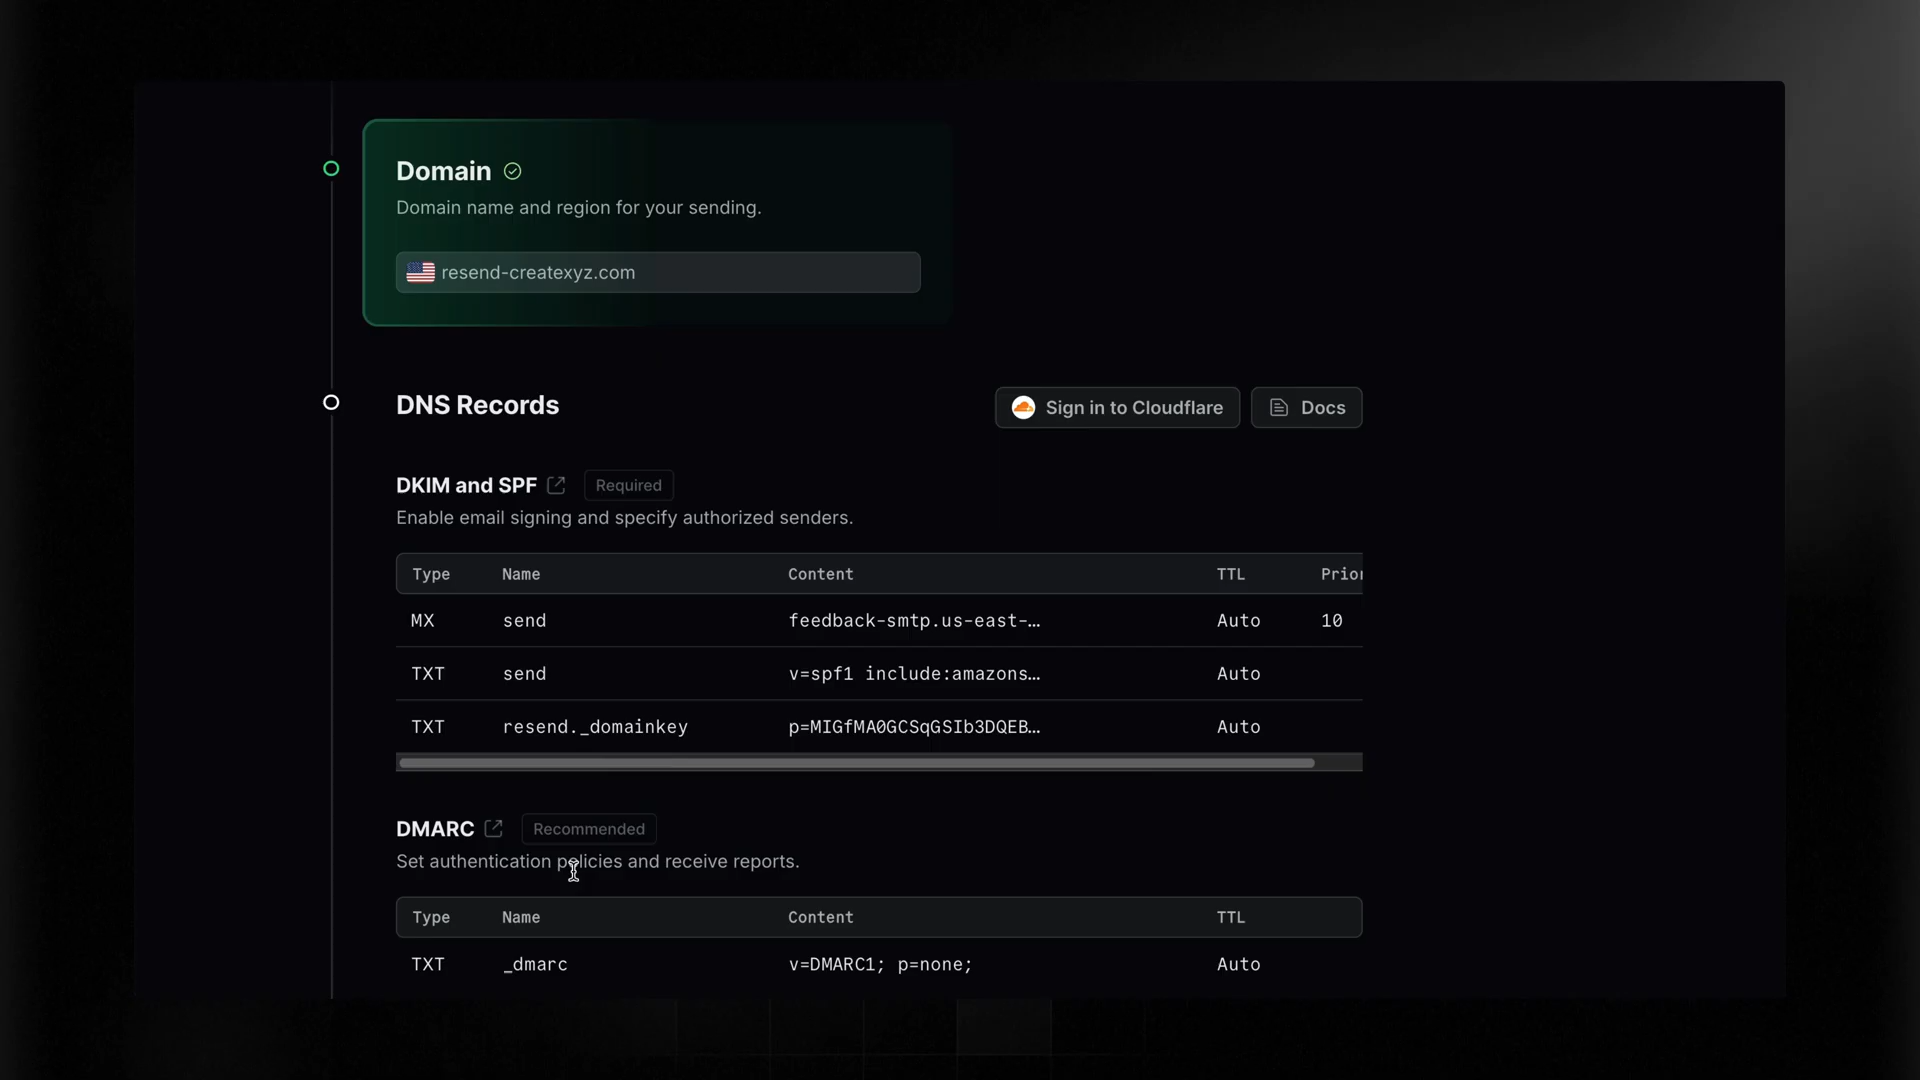 Domain
Domain name and region for your sending.
resend-createxyz.com
DNS Records
Sign in to Cloudflare
Docs
DKIM and SPF
Required
Enable email signing and specify authorized senders.
Type Name Content TTL Prior
MX send feedback-smtp.us-east-… Auto 10
TXT send v=spf1 include:amazons… Auto
TXT resend._domainkey p=MIGfMA0GCSqGSIb3DQEB… Auto
DMARC
Recommended
Set authentication policies and receive reports.
Type Name Content TTL
TXT _dmarc v=DMARC1; p=none; Auto